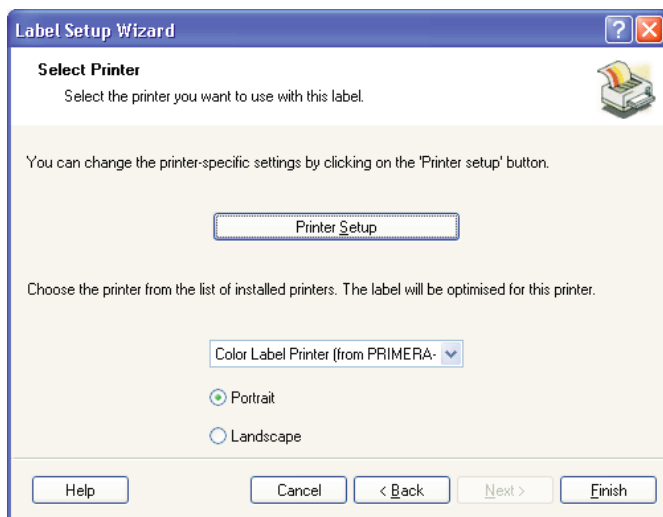 Label Setup Wizard
?
Select Printer
Select the printer you want to use with this label.
You can change the printer-specific settings by clicking on the 'Printer setup' button.
Printer Setup
Choose the printer from the list of installed printers. The label will be optimised for this printer.
Color Label Printer (from PRIMERA-
Portrait
Landscape
Help Cancel < Back Next > Finish